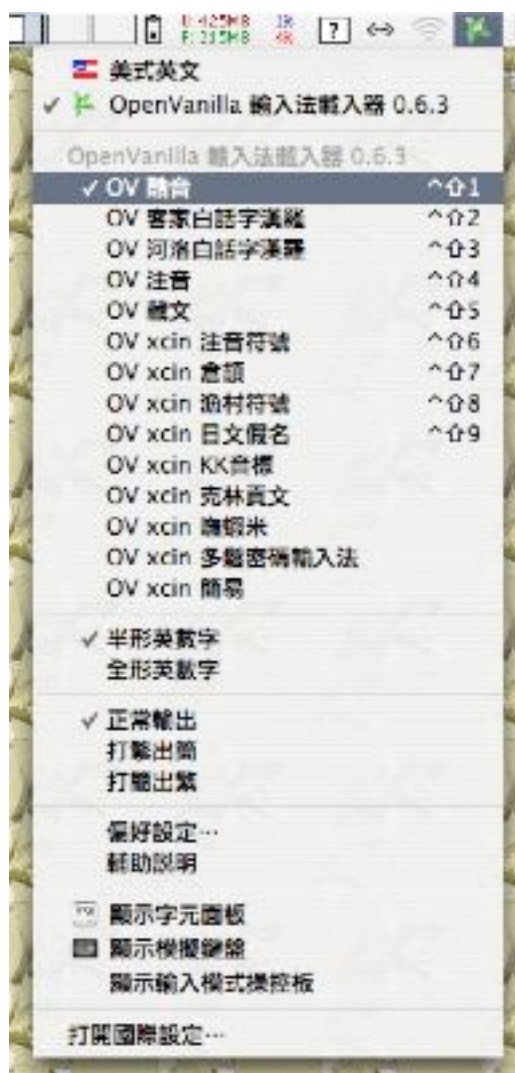 U: 425MB
F: 215MB
?
美式英文
✓ OpenVanilla 輸入法載入器 0.6.3
OpenVanilla 輸入法載入器 0.6.3
✓ OV 酷音 ^⇧1
OV 客家白話字漢羅 ^⇧2
OV 河洛白話字漢羅 ^⇧3
OV 注音 ^⇧4
OV 藏文 ^⇧5
OV xcin 注音符號 ^⇧6
OV xcin 倉頡 ^⇧7
OV xcin 漁村符號 ^⇧8
OV xcin 日文假名 ^⇧9
OV xcin KK音標
OV xcin 克林貢文
OV xcin 嘸蝦米
OV xcin 多鬆密碼輸入法
OV xcin 簡易
✓ 半形英數字
全形英數字
✓ 正常輸出
打繁出簡
打簡出繁
偏好設定…
輔助說明
顯示字元面板
顯示模擬鍵盤
顯示輸入模式操控板
打開國際設定…